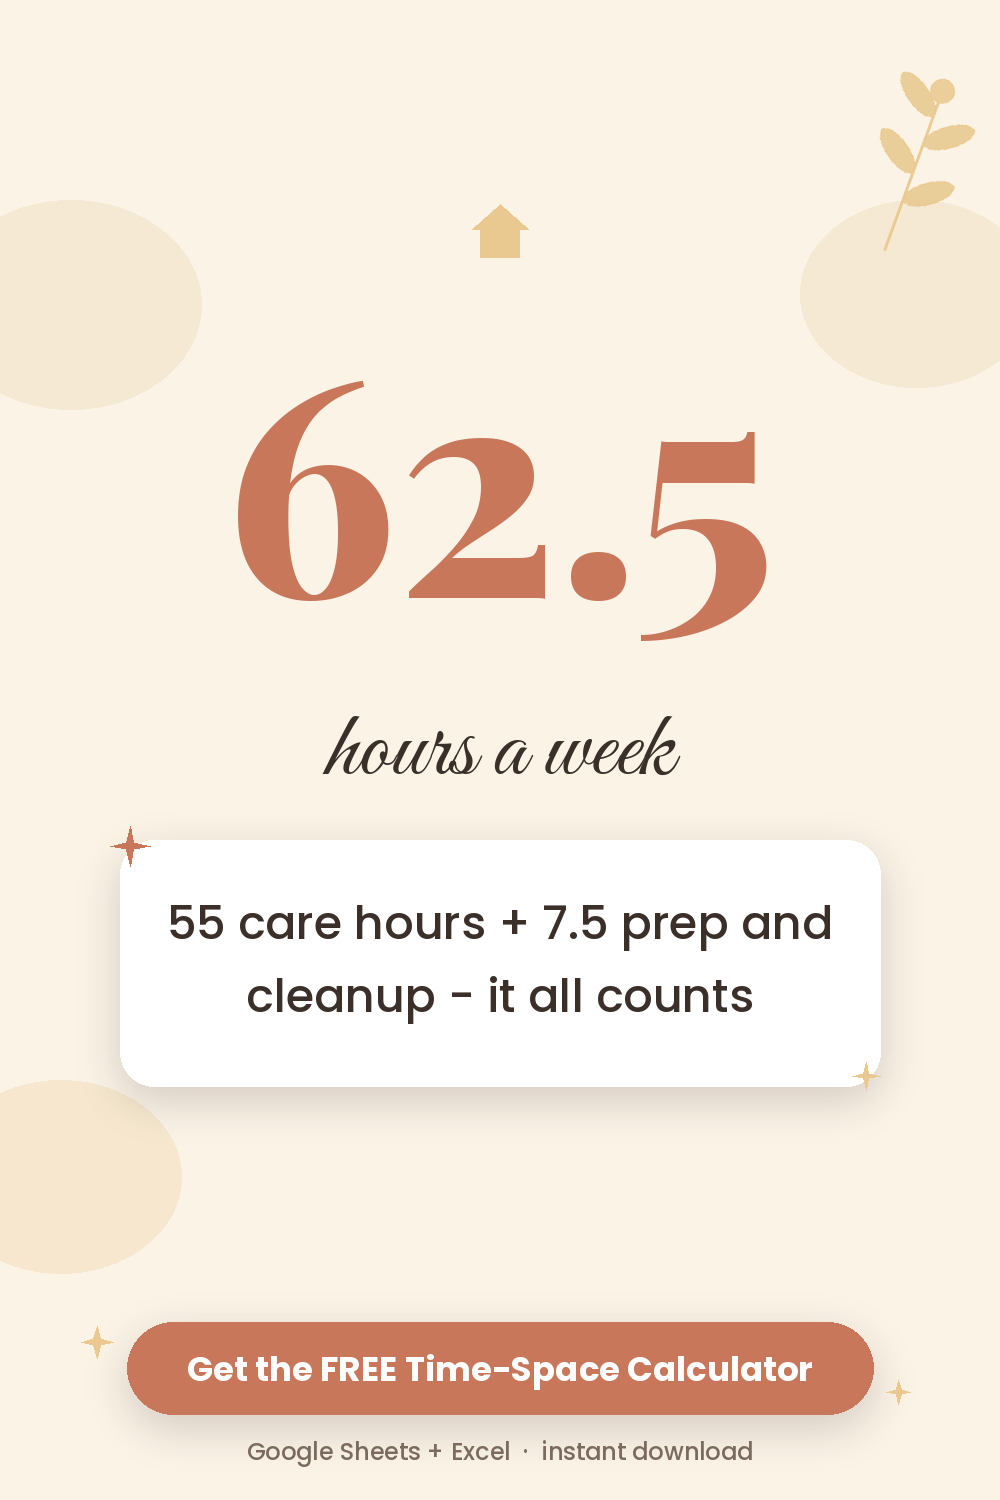 62.5
hours a week
55 care hours + 7.5 prep and
cleanup - it all counts
Get the FREE Time-Space Calculator
Google Sheets + Excel · instant download